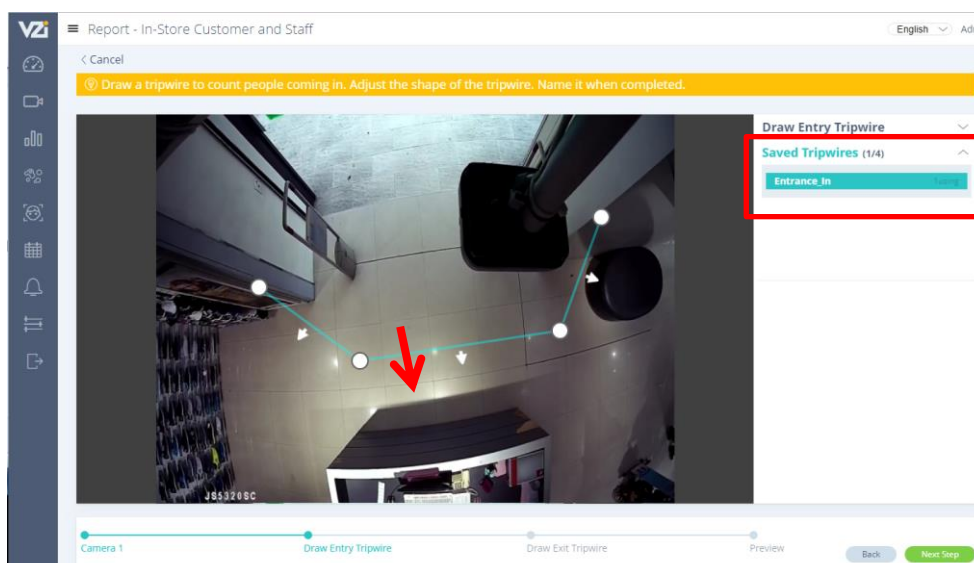 VZi
Report - In-Store Customer and Staff
English
< Cancel
Draw a tripwire to count people coming in. Adjust the shape of the tripwire. Name it when completed.
Draw Entry Tripwire
Saved Tripwires (1/4)
Entrance_In
JS5320SC
Camera 1
Draw Entry Tripwire
Draw Exit Tripwire
Preview
Back
Next Step